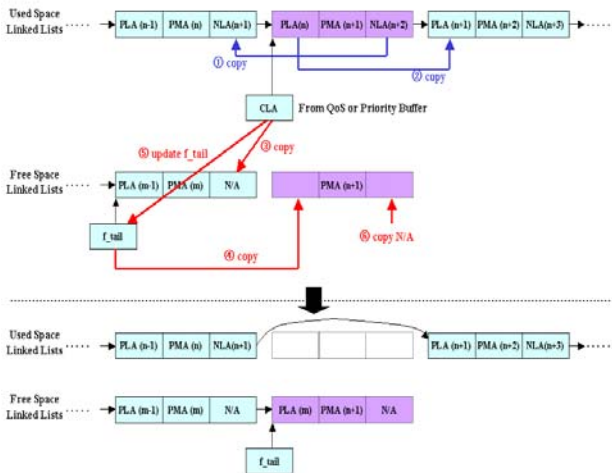 Used Space
Linked Lists
PLA (n-1) PMA (n) NLA(n+1) PLA(n) PMA (n+1) NLA(n+2) PLA (n+1) PMA (n+2) NLA(n+3)
① copy
② copy
CLA From QoS or Priority Buffer
⑤ update f_tail
③ copy
Free Space
Linked Lists
PLA (m-1) PMA (m) N/A PMA (n+1)
f_tail
④ copy
⑥ copy N/A
Used Space
Linked Lists
PLA (n-1) PMA (n) NLA(n+1) PLA (n+1) PMA (n+2) NLA(n+3)
Free Space
Linked Lists
PLA (m-1) PMA (m) N/A PLA (m) PMA (n+1) N/A
f_tail